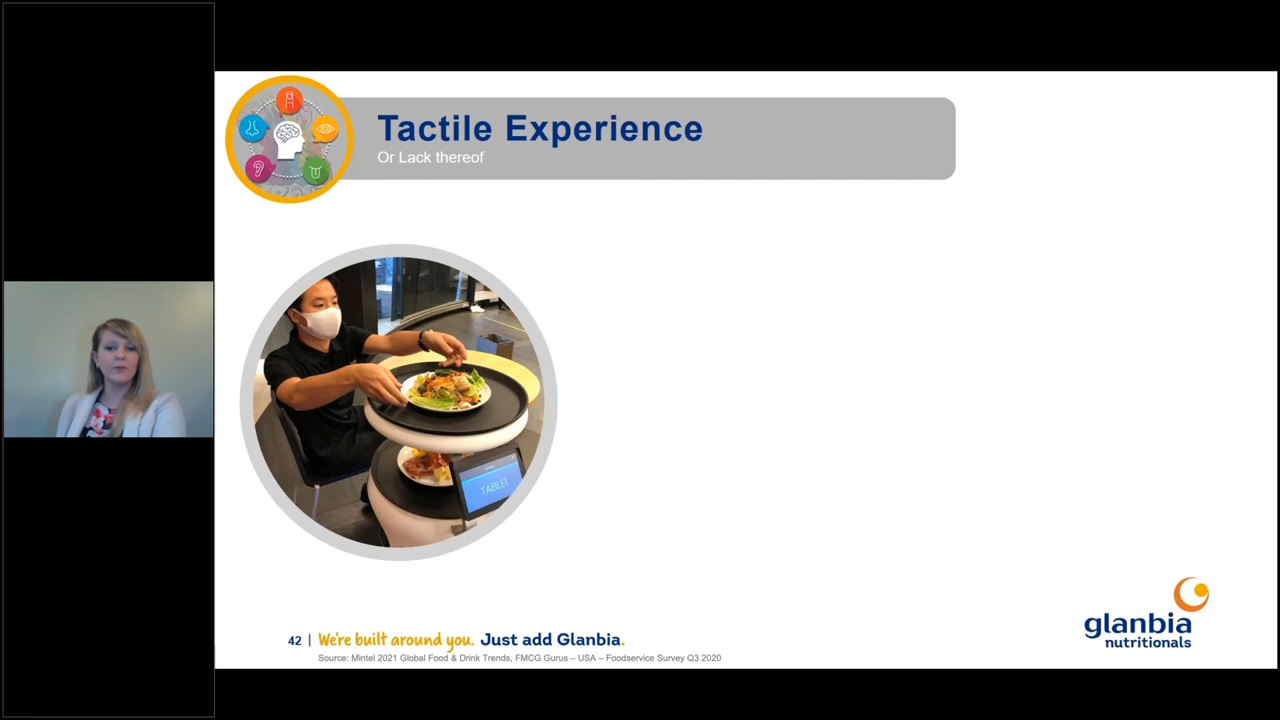 Tactile Experience
Or Lack thereof
TABLE1
42 | We're built around you. Just add Glanbia.
Source: Mintel 2021 Global Food & Drink Trends, FMCG Gurus – USA – Foodservice Survey Q3 2020
glanbia
nutritionals